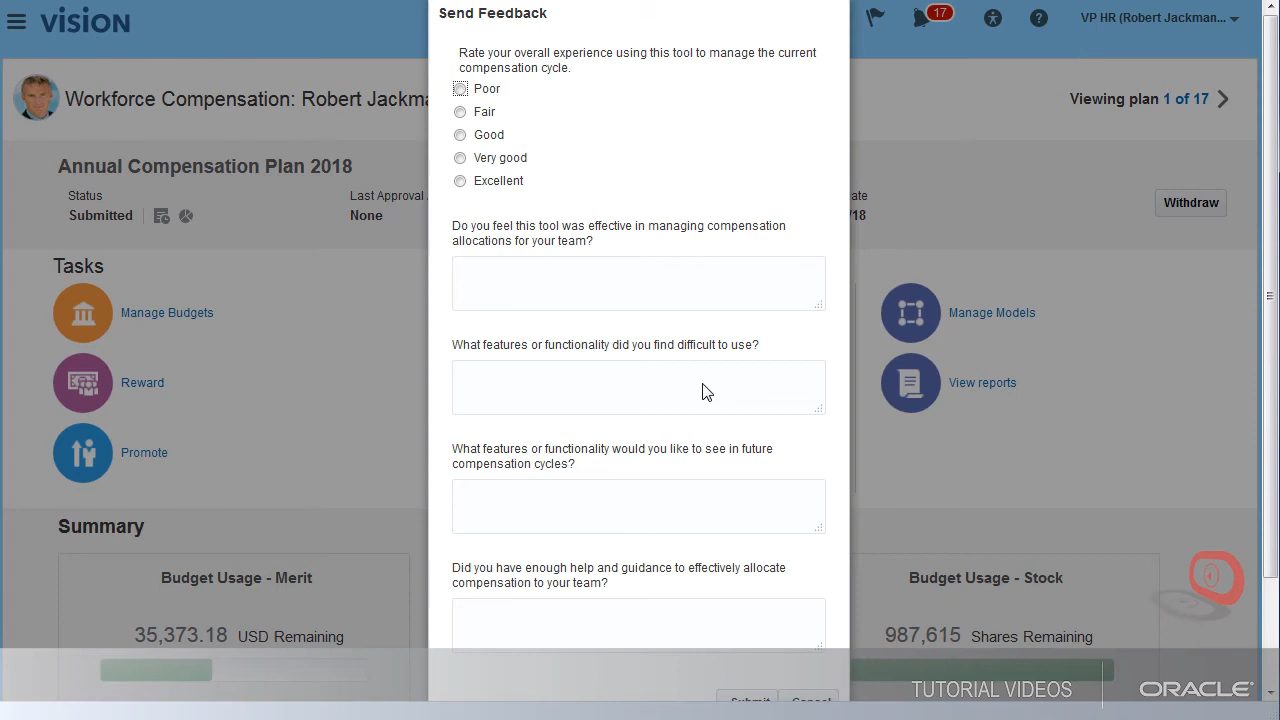 Send Feedback
vision
17
VP HR (Robert Jackman...
Rate your overall experience using this tool to manage the current
compensation cycle.
Poor
Fair
Good
Very good
Excellent
Workforce Compensation: Robert Jackma
Viewing plan 1 of 17
Annual Compensation Plan 2018
Status
Submitted
Last Approval
None
ate
/18
Withdraw
Do you feel this tool was effective in managing compensation
allocations for your team?
Tasks
Manage Budgets
Reward
Promote
Manage Models
View reports
What features or functionality did you find difficult to use?
What features or functionality would you like to see in future
compensation cycles?
Summary
Did you have enough help and guidance to effectively allocate
compensation to your team?
Budget Usage - Merit
35,373.18 USD Remaining
Budget Usage - Stock
987,615 Shares Remaining
Submit
Cancel
TUTORIAL VIDEOS
ORACLE®